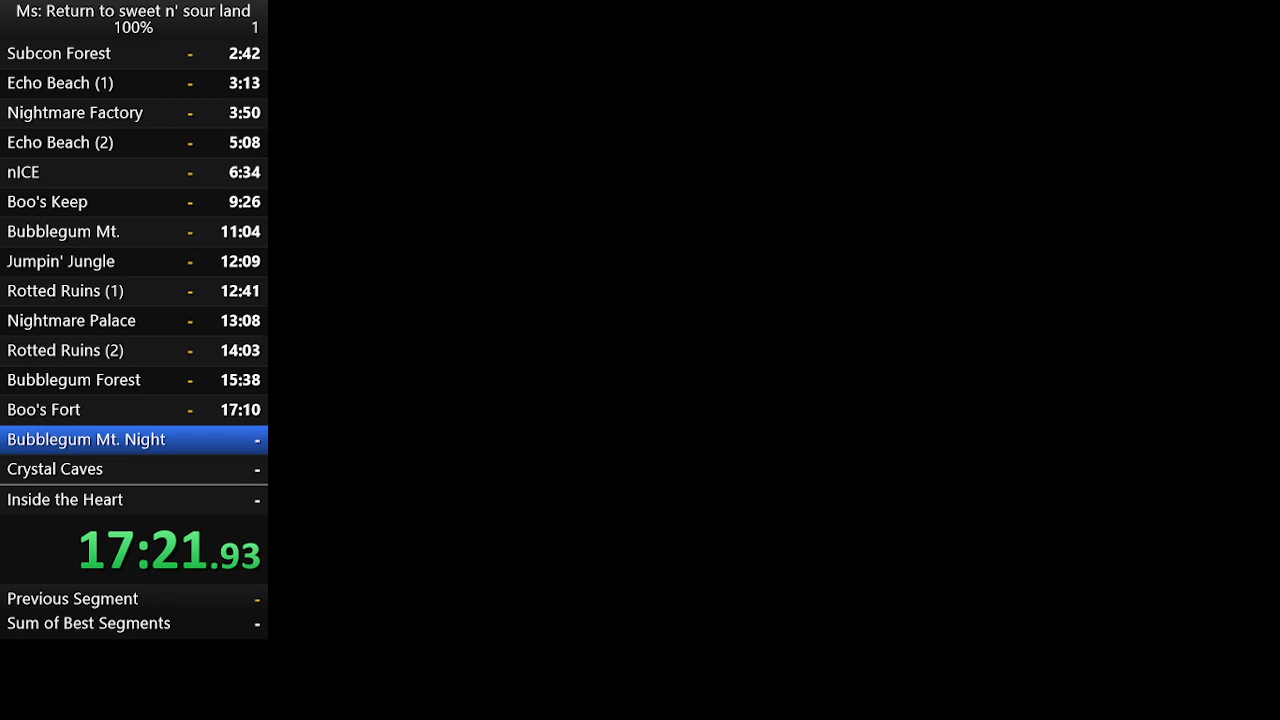 Ms: Return to sweet n' sour land
100% 1
Subcon Forest - 2:42
Echo Beach (1) - 3:13
Nightmare Factory - 3:50
Echo Beach (2) - 5:08
nICE - 6:34
Boo's Keep - 9:26
Bubblegum Mt. - 11:04
Jumpin' Jungle - 12:09
Rotted Ruins (1) - 12:41
Nightmare Palace - 13:08
Rotted Ruins (2) - 14:03
Bubblegum Forest - 15:38
Boo's Fort - 17:10
Bubblegum Mt. Night -
Crystal Caves -
Inside the Heart -
17:21.93
Previous Segment -
Sum of Best Segments -